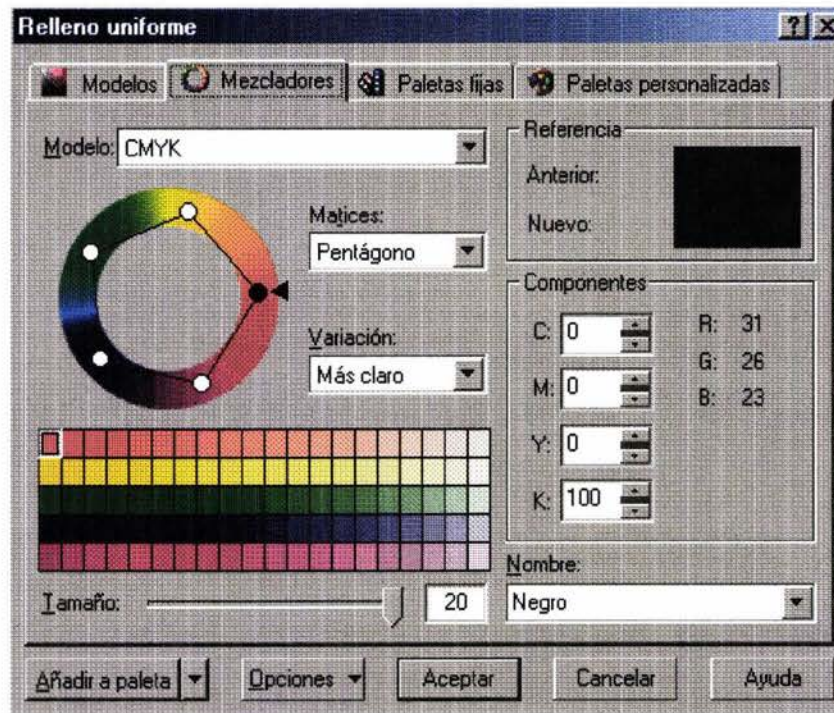 Relleno uniforme
Modelos Mezcladores Paletas fijas Paletas personalizadas
Modelo: CMYK
Matices:
Pentágono
Variación:
Más claro
Referencia
Anterior:
Nuevo:
Componentes
C: 0 R: 31
M: 0 G: 26
Y: 0 B: 23
K: 100
Tamaño: 20
Nombre:
Negro
Añadir a paleta Opciones Aceptar Cancelar Ayuda